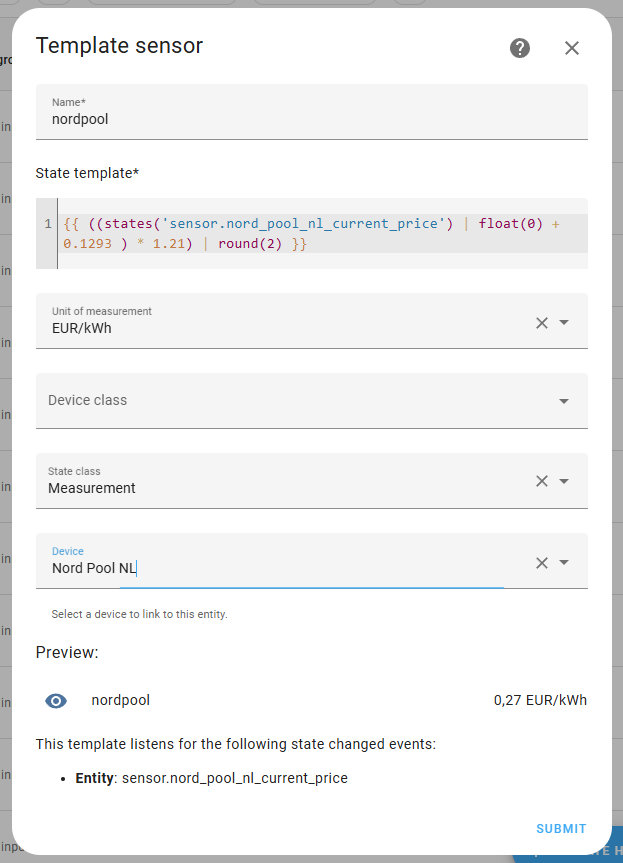 Template sensor
Name*
nordpool
State template*
1 {{ ((states('sensor.nord_pool_nl_current_price') | float(0) +
0.1293 ) * 1.21) | round(2) }}
Unit of measurement
EUR/kWh
Device class
State class
Measurement
Device
Nord Pool NL
Select a device to link to this entity.
Preview:
nordpool 0,27 EUR/kWh
This template listens for the following state changed events:
• Entity: sensor.nord_pool_nl_current_price
SUBMIT